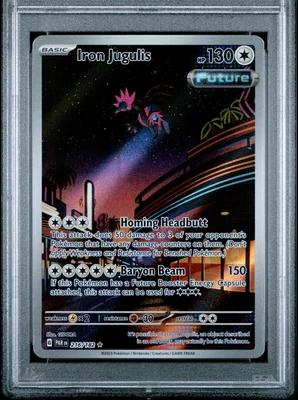 BASIC
Iron Jugulis
HP 130
Future
Homing Headbutt
This attack does 50 damage to 3 of your opponent's
Pokémon that have any damage counters on them. (Don't
apply Weakness and Resistance for Benched Pokémon.)
Baryon Beam 150
If this Pokémon has a Future Booster Energy Capsule
attached, this attack can be used for
weakness x2 resistance -30 retreat
Illus.
PAR EN 216/182
©2023 Pokémon / Nintendo / Creatures / GAME FREAK